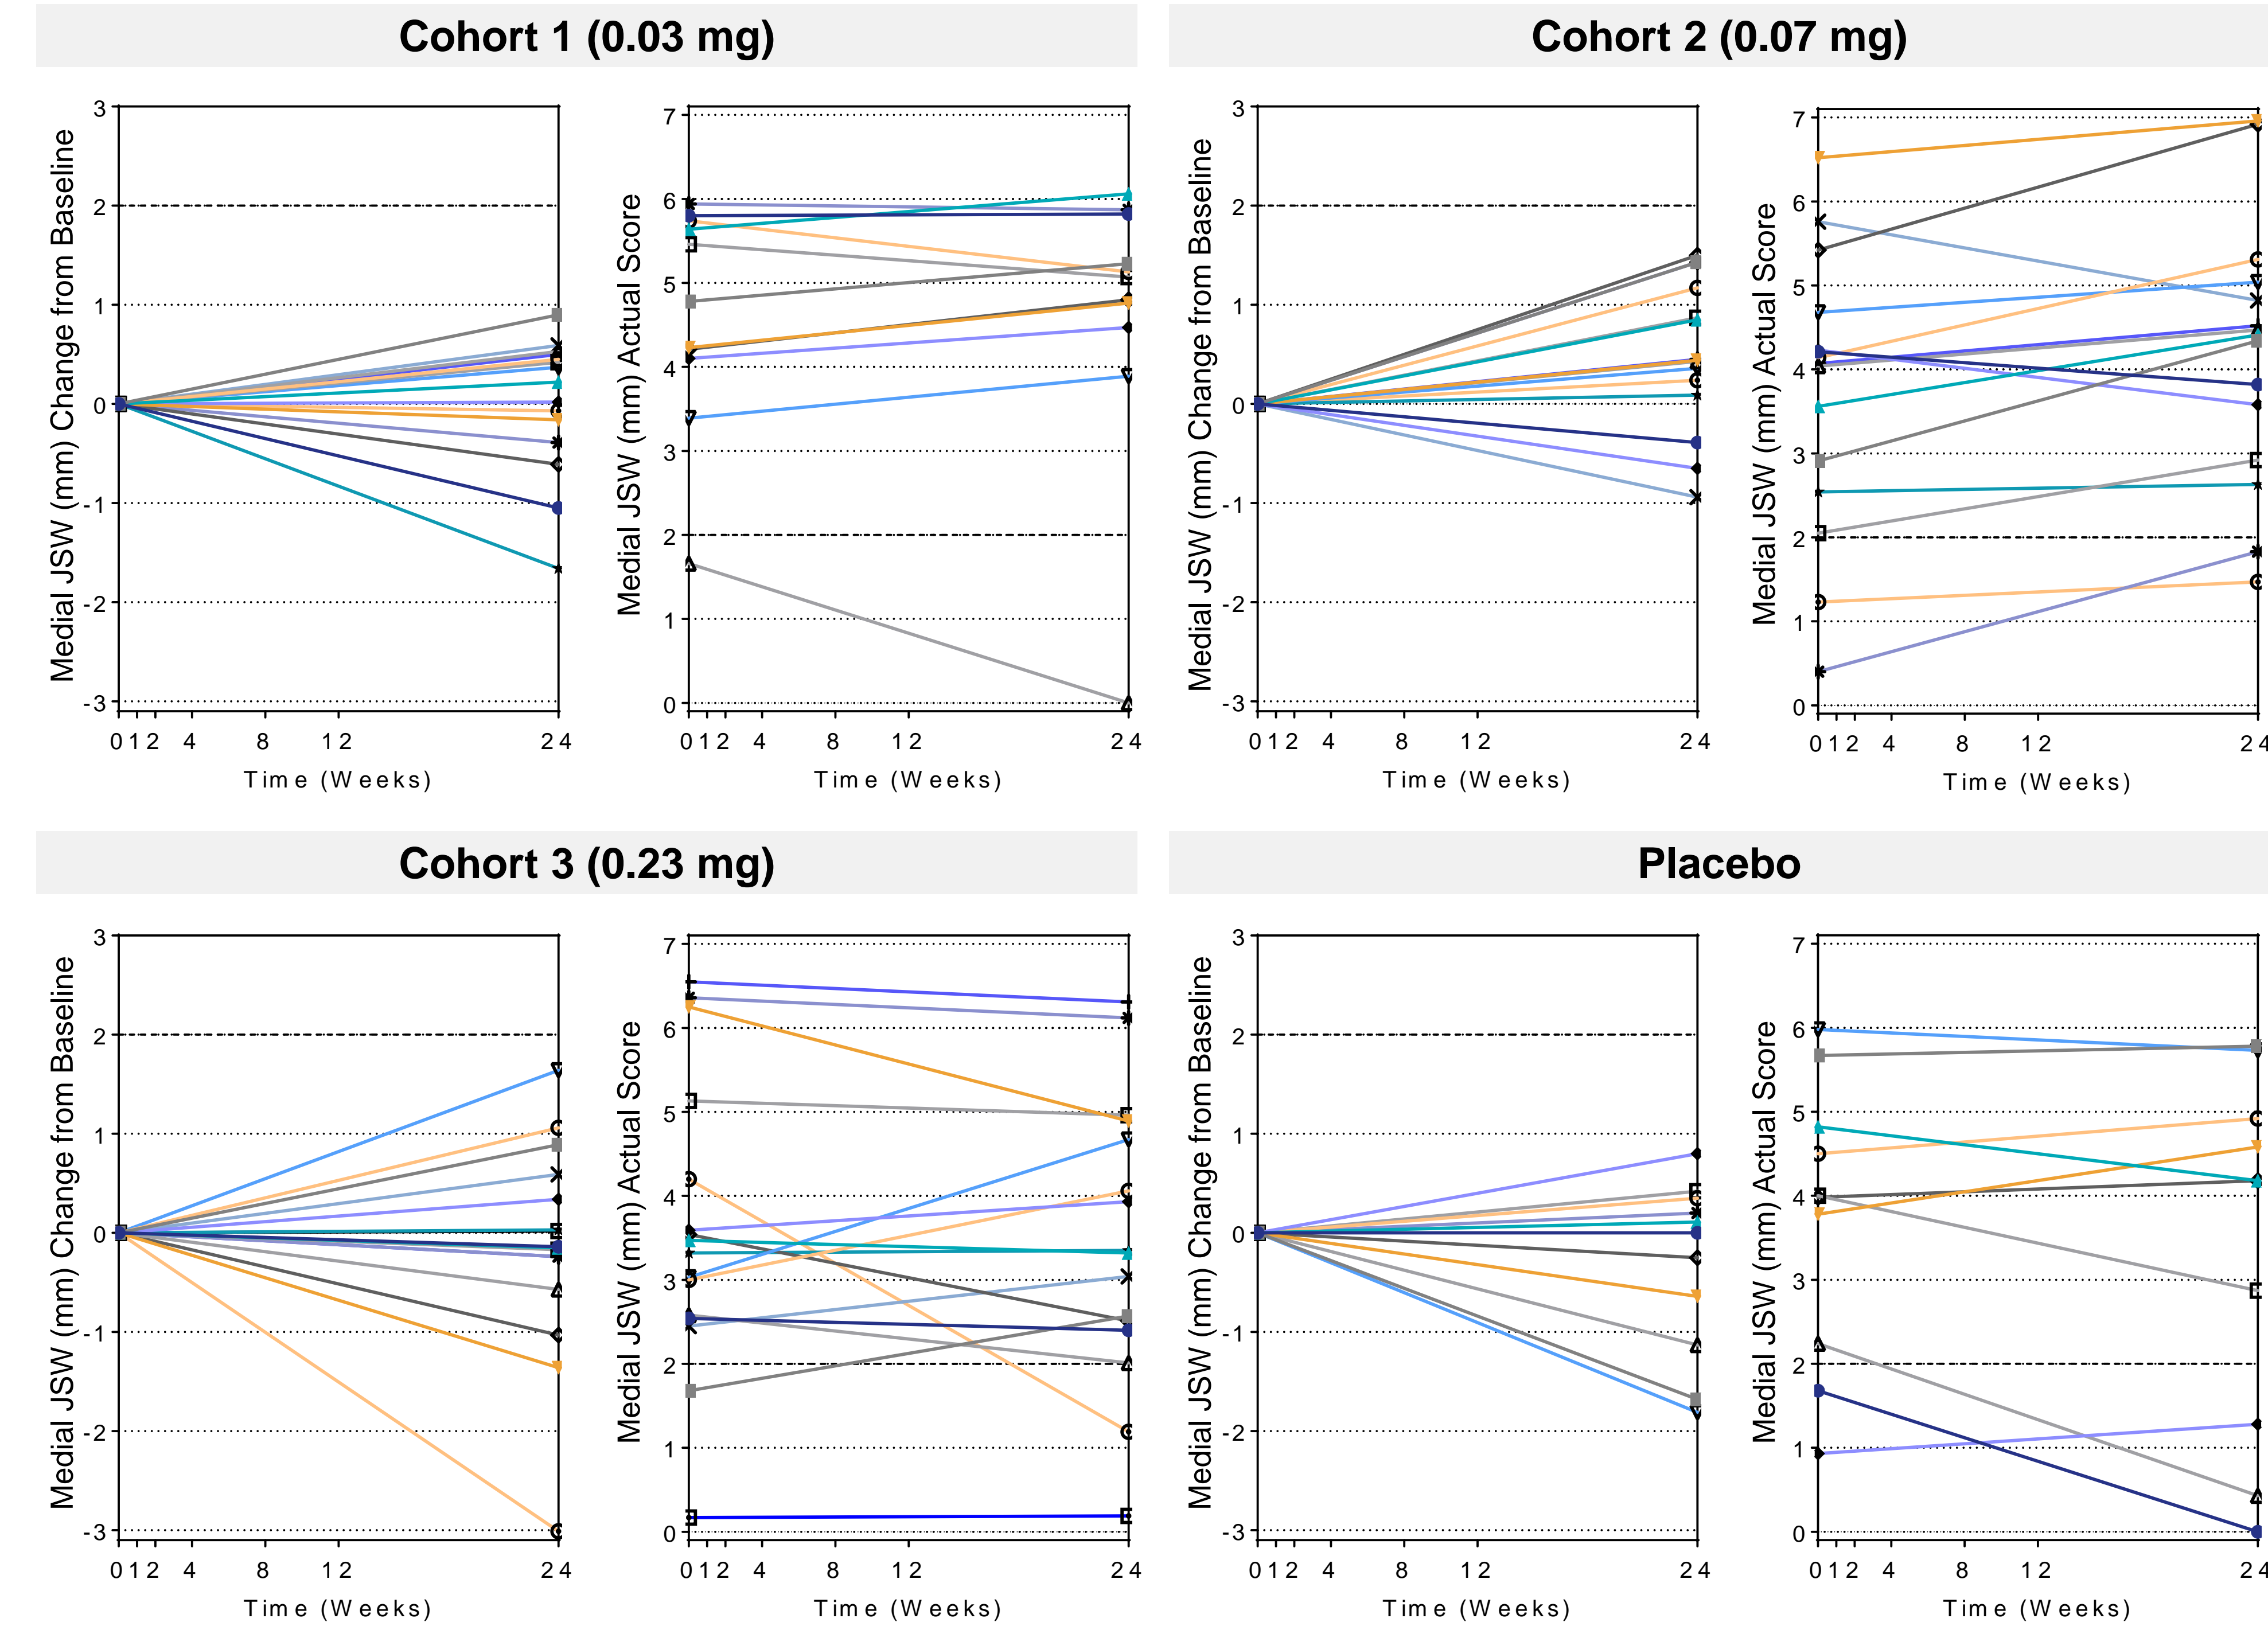 Cohort 1 (0.03 mg)
Cohort 2 (0.07 mg)
Medial JSW (mm) Change from Baseline
3
2
1
0
-1
-2
-3
0 1 2 4 8 12 24
Time (Weeks)
Medial JSW (mm) Actual Score
7
6
5
4
3
2
1
0
0 1 2 4 8 12 24
Time (Weeks)
Medial JSW (mm) Change from Baseline
3
2
1
0
-1
-2
-3
0 1 2 4 8 12 24
Time (Weeks)
Medial JSW (mm) Actual Score
7
6
5
4
3
2
1
0
0 1 2 4 8 12 24
Time (Weeks)
Cohort 3 (0.23 mg)
Placebo
Medial JSW (mm) Change from Baseline
3
2
1
0
-1
-2
-3
0 1 2 4 8 12 24
Time (Weeks)
Medial JSW (mm) Actual Score
7
6
5
4
3
2
1
0
0 1 2 4 8 12 24
Time (Weeks)
Medial JSW (mm) Change from Baseline
3
2
1
0
-1
-2
-3
0 1 2 4 8 12 24
Time (Weeks)
Medial JSW (mm) Actual Score
7
6
5
4
3
2
1
0
0 1 2 4 8 12 24
Time (Weeks)